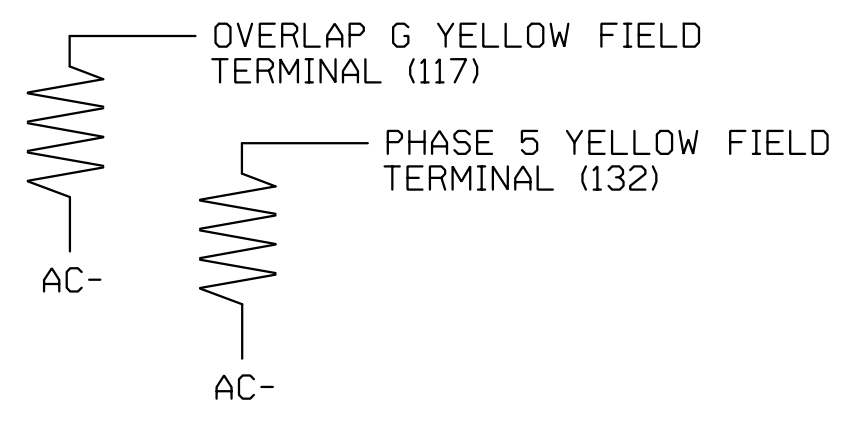 OVERLAP G YELLOW FIELD
TERMINAL (117)
PHASE 5 YELLOW FIELD
TERMINAL (132)
AC-
AC-